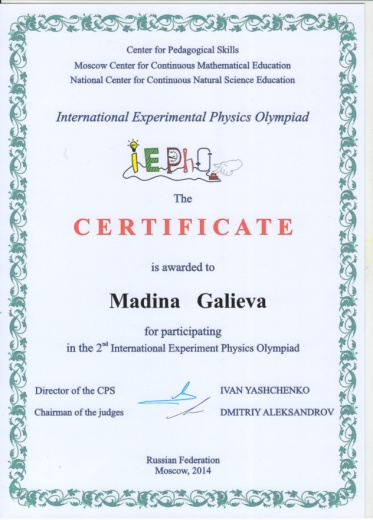 Center for Pedagogical Skills
Moscow Center for Continuous Mathematical Education
National Center for Continuous Natural Science Education
International Experimental Physics Olympiad
iEPhO
The
CERTIFICATE
is awarded to
Madina Galieva
for participating
in the 2nd International Experiment Physics Olympiad
Director of the CPS IVAN YASHCHENKO
Chairman of the judges DMITRIY ALEKSANDROV
Russian Federation
Moscow, 2014